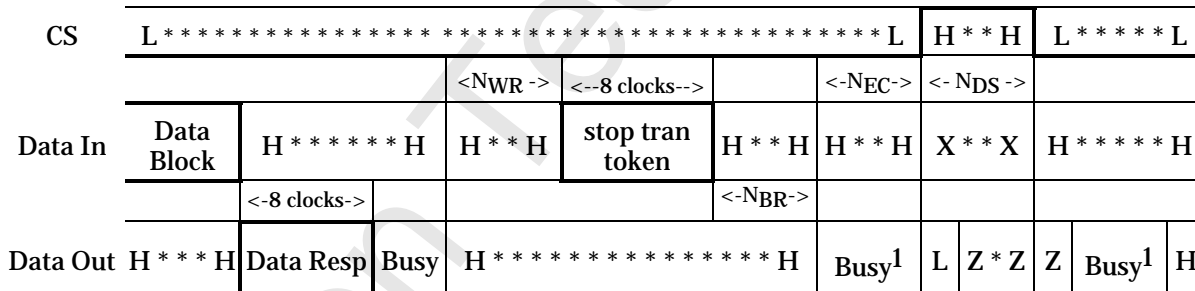 CS L * * * * * * * * * * * * * * * * * * * * * * * * * * * * * * * * * * * * * * * * * * L H * * H L * * * * * L
<NWR -> <--8 clocks--> <-NEC-> <- NDS ->
Data In Data Block H * * * * * * H H * * H stop tran token H * * H H * * H X * * X H * * * * * H
<-8 clocks-> <-NBR->
Data Out H * * * H Data Resp Busy H * * * * * * * * * * * * * * * H Busy1 L Z * Z Z Busy1 H